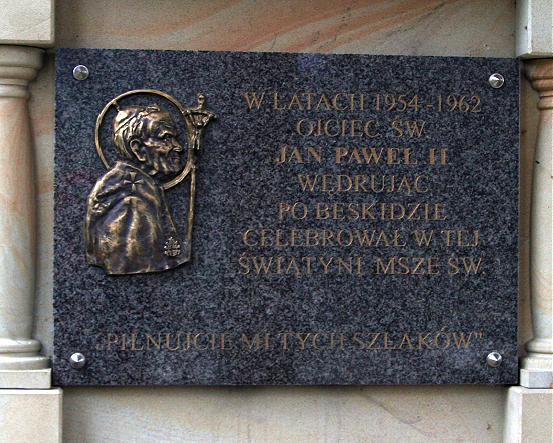 W LATACH 1954-1962
OJCIEC ŚW.
JAN PAWEŁ II
WĘDRUJĄC
PO BESKIDZIE
CELEBROWAŁ W TEJ
ŚWIĄTYNI MSZE ŚW.
„PILNUJCIE MI TYCH SZLAKÓW"